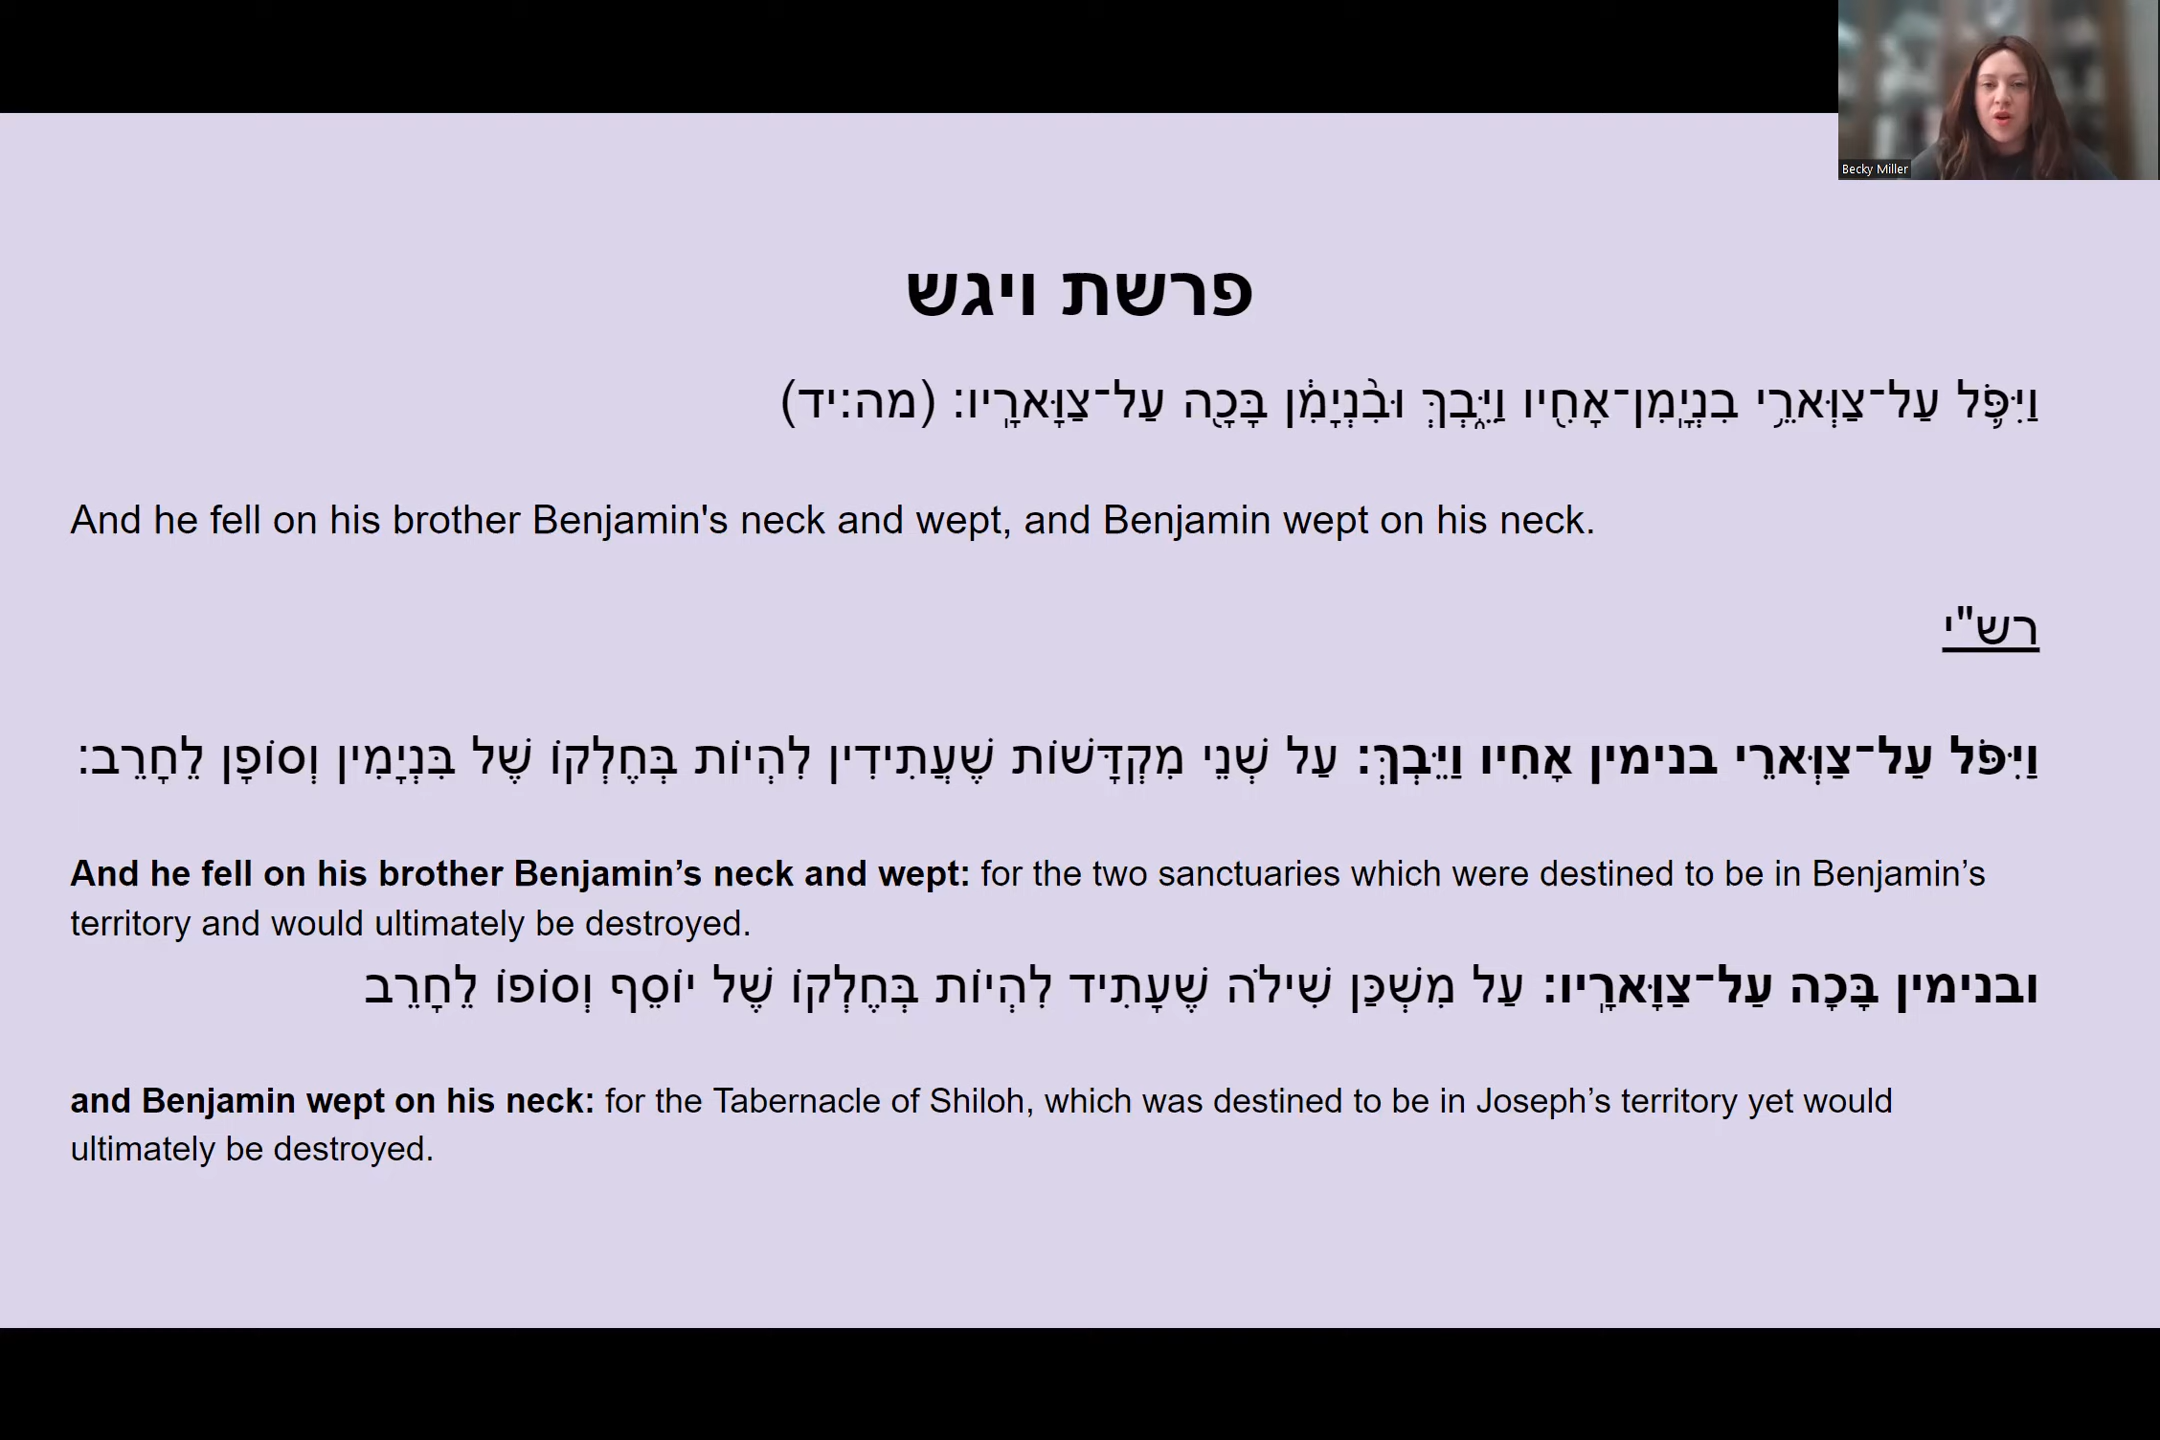 Becky Miller
פרשת ויגש
וַיִּפֹּ֛ל עַל־צַוְּארֵ֥י בִנְיָמִֽן־אָחִ֖יו וַיֵּ֑בְךְּ וּבִ֨נְיָמִ֔ן בָּכָ֖ה עַל־צַוָּארָֽיו׃ (מה:יד)
And he fell on his brother Benjamin's neck and wept, and Benjamin wept on his neck.
רש"י
וַיִּפֹּל עַל־צַוְּארֵי בנימין אָחִיו וַיֵּבְךְּ: עַל שְׁנֵי מִקְדָּשׁוֹת שֶׁעֲתִידִין לִהְיוֹת בְּחֶלְקוֹ שֶׁל בִּנְיָמִין וְסוֹפָן לֵחָרֵב:
And he fell on his brother Benjamin’s neck and wept: for the two sanctuaries which were destined to be in Benjamin’s
territory and would ultimately be destroyed.
ובנימין בָּכָה עַל־צַוָּארָֽיו: עַל מִשְׁכַּן שִׁילֹה שֶׁעָתִיד לִהְיוֹת בְּחֶלְקוֹ שֶׁל יוֹסֵף וְסוֹפוֹ לֵחָרֵב
and Benjamin wept on his neck: for the Tabernacle of Shiloh, which was destined to be in Joseph’s territory yet would
ultimately be destroyed.